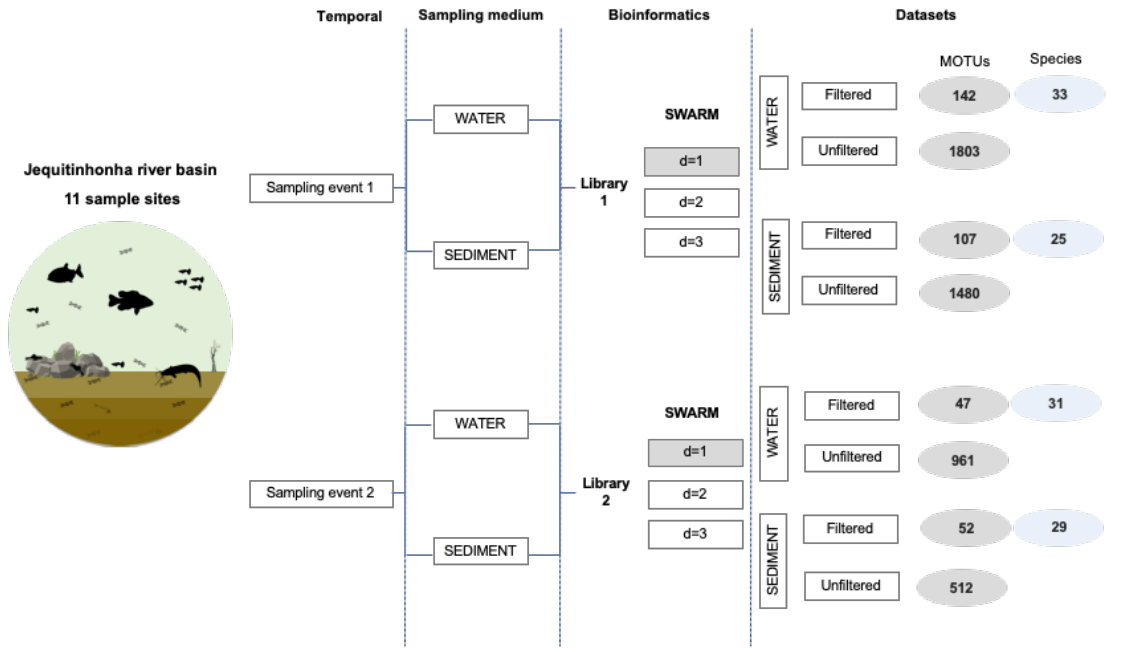 Temporal
Sampling medium
Bioinformatics
Datasets
MOTUs
Species
Jequitinhonha river basin
11 sample sites
Sampling event 1
WATER
SEDIMENT
Library
1
SWARM
d=1
d=2
d=3
WATER
Filtered
142
33
Unfiltered
1803
SEDIMENT
Filtered
107
25
Unfiltered
1480
Sampling event 2
WATER
SEDIMENT
Library
2
SWARM
d=1
d=2
d=3
WATER
Filtered
47
31
Unfiltered
961
SEDIMENT
Filtered
52
29
Unfiltered
512